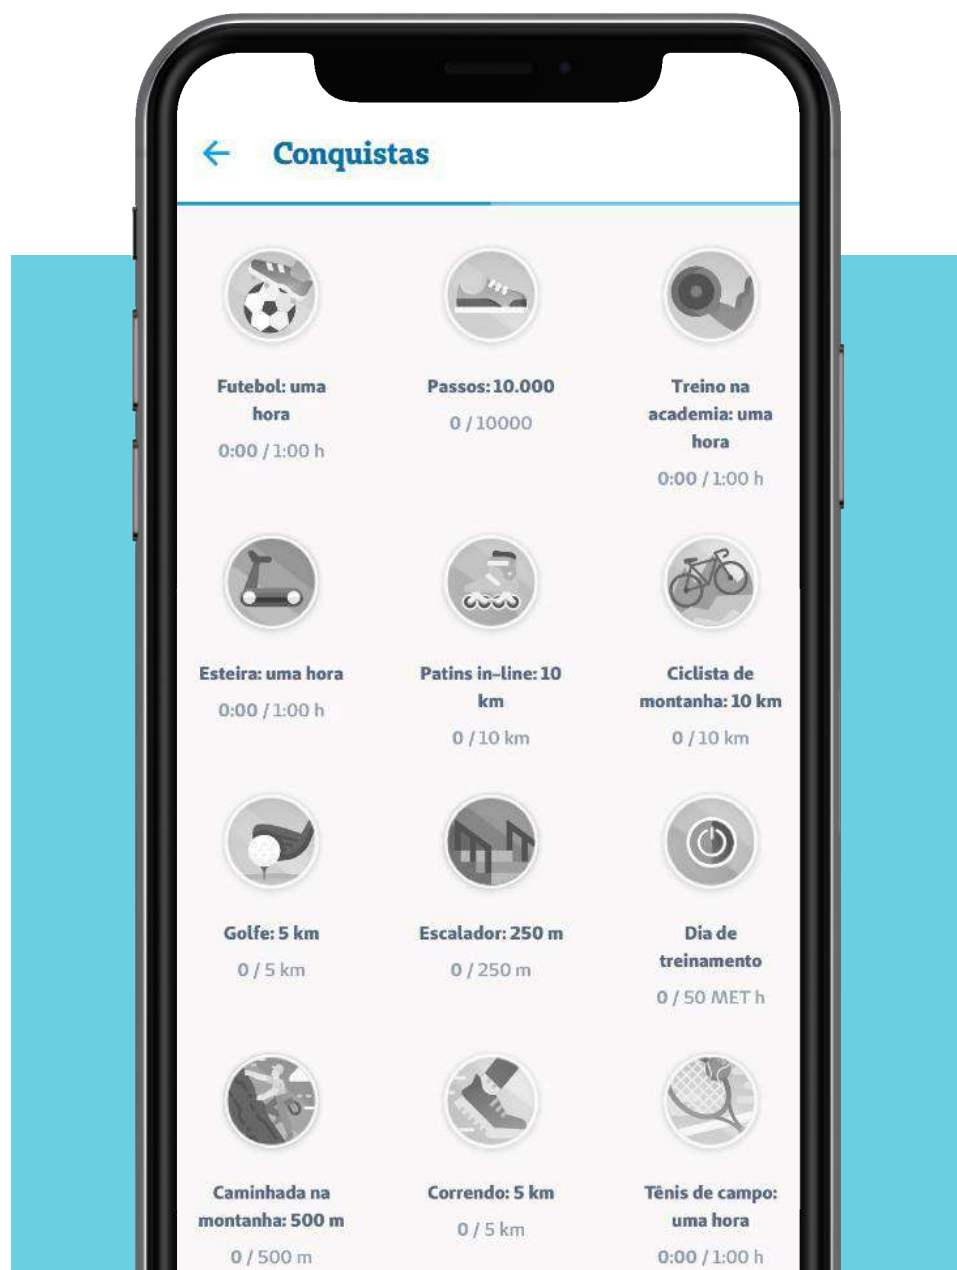 Conquistas
Futebol: uma
hora
0:00 / 1:00 h
Passos: 10.000
0 / 10000
Treino na
academia: uma
hora
0:00 / 1:00 h
Esteira: uma hora
0:00 / 1:00 h
Patins in-line: 10
km
0 / 10 km
Ciclista de
montanha: 10 km
0 / 10 km
Golfe: 5 km
0 / 5 km
Escalador: 250 m
0 / 250 m
Dia de
treinamento
0 / 50 MET h
Caminhada na
montanha: 500 m
0 / 500 m
Correndo: 5 km
0 / 5 km
Tênis de campo:
uma hora
0:00 / 1:00 h